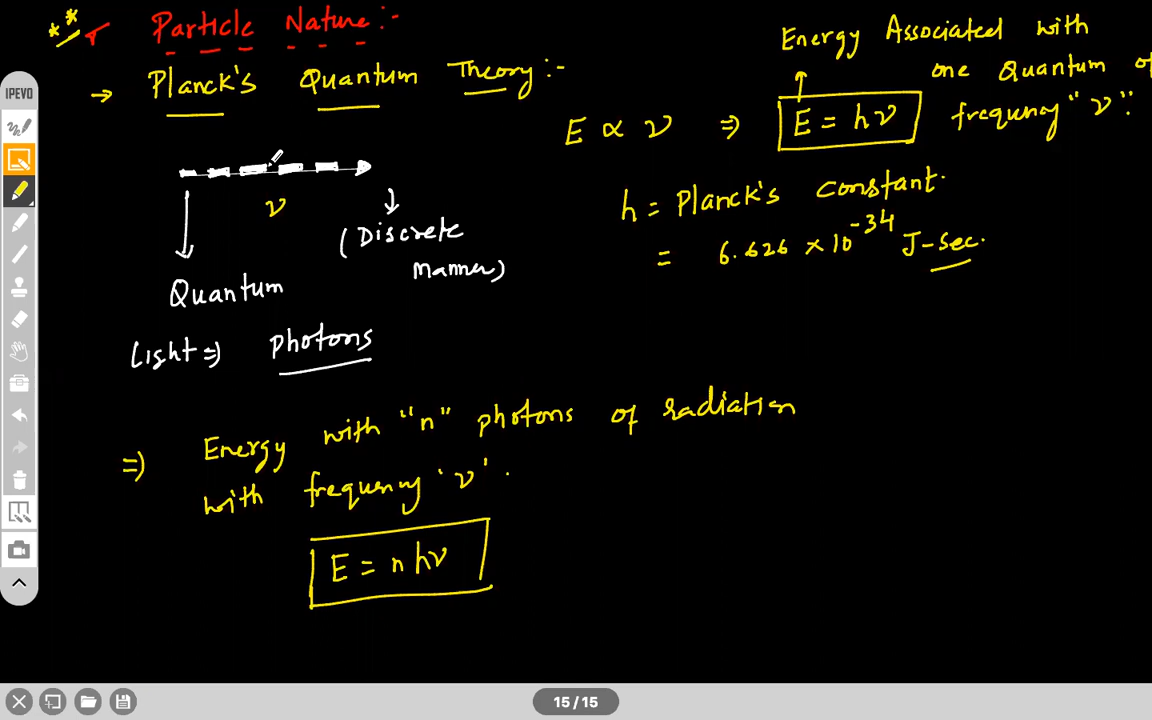 ** Particle Nature :-
→ Planck's Quantum Theory :-
ν
Quantum
(Discrete
manner)
Light ⇒ photons
Energy Associated with
one Quantum of
frequency "ν".
E ∝ ν ⇒ E = hν
h = Planck's constant.
= 6.626 × 10⁻³⁴ J-sec.
⇒ Energy with "n" photons of radiation
with frequency 'ν'.
E = nhν
IPEVO
15/15